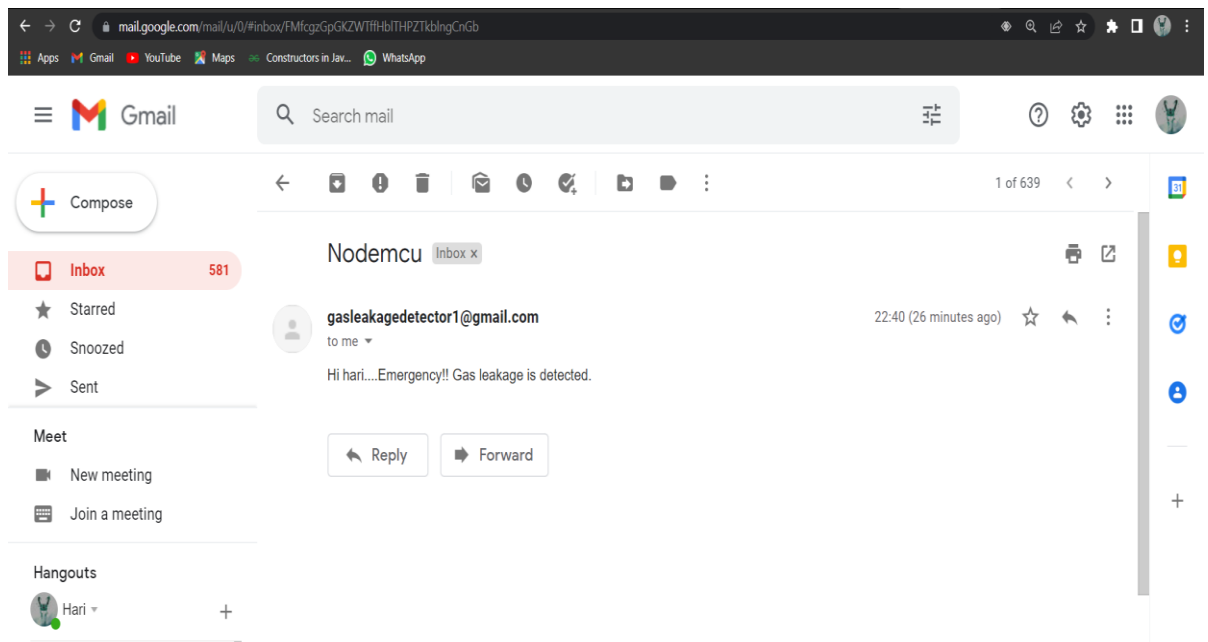 mail.google.com/mail/u/0/#inbox/FMfcgzGpGKZWTffHblTHPZTkblngCnGb
Apps Gmail YouTube Maps Constructors in Jav... WhatsApp
Gmail Search mail
Compose 1 of 639 31
Nodemcu Inbox x
Inbox 581
Starred gasleakagedetector1@gmail.com 22:40 (26 minutes ago)
to me
Snoozed
Hi hari....Emergency!! Gas leakage is detected.
Sent
Meet
Reply Forward
New meeting
Join a meeting
Hangouts
Hari